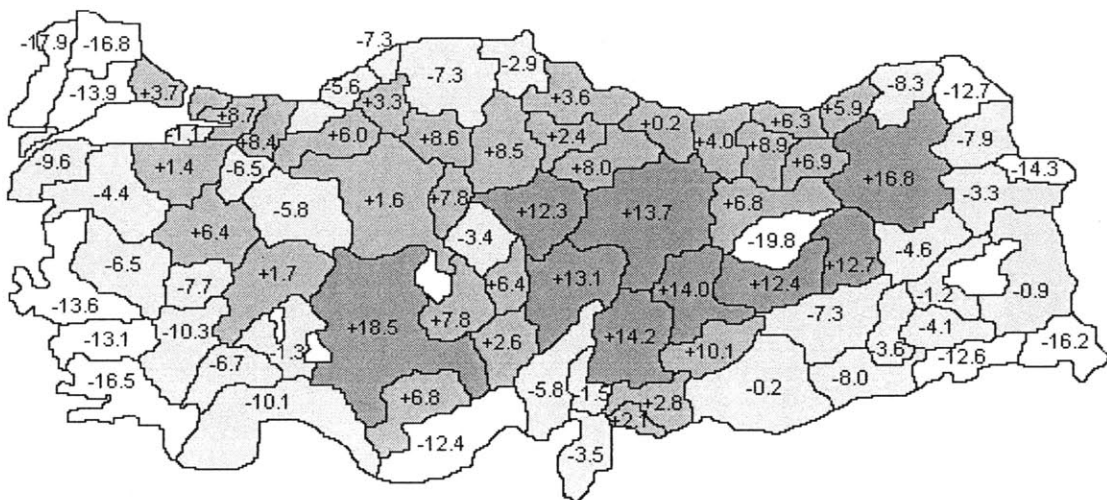 -7.3
-17.9 -16.8
-7.3 -2.9
-8.3
-13.9 +3.7
-5.6 +3.3 +3.6
+5.9 -12.7
+8.7 +0.2 +6.3
-1.1 +8.4 +6.0 +8.6 +8.5 +2.4 +4.0 +8.9 -7.9
-9.6 +1.4 -6.5 +8.0 +6.9 -14.3
-4.4 +1.6 +7.8 +6.8 +16.8 -3.3
-5.8 +12.3 +13.7
+6.4 -3.4 -19.8 -4.6
-6.5 +1.7 +13.1 +12.7
-7.7 +6.4 +14.0 +12.4 -0.9
-13.6 -1.2
-10.3 +18.5 +7.8 -7.3 -4.1
-13.1 +14.2 -16.2
-1.3 +2.6 +10.1 -3.6 -12.6
-16.5 -6.7 -8.0
-10.1 +6.8 -5.8 -1.5 -0.2
+2.8
+2.1
-12.4 -3.5